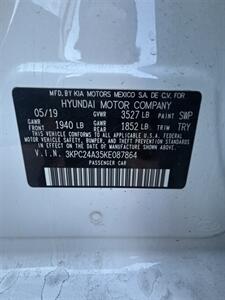 MFD. BY KIA MOTORS MEXICO S.A. DE C.V. FOR
HYUNDAI MOTOR COMPANY
05/19 GVWR 3527 LB PAINT SWP
GAWR FRONT 1940 LB GAWR REAR 1852 LB TRIM TRY
THIS VEHICLE CONFORMS TO ALL APPLICABLE
U.S. FEDERAL MOTOR VEHICLE SAFETY, BUMPER,
AND THEFT PREVENTION STANDARDS IN EFFECT
ON THE DATE OF MANUFACTURE SHOWN ABOVE.
V.I.N. 3KPC24A35KE087864
PASSENGER CAR